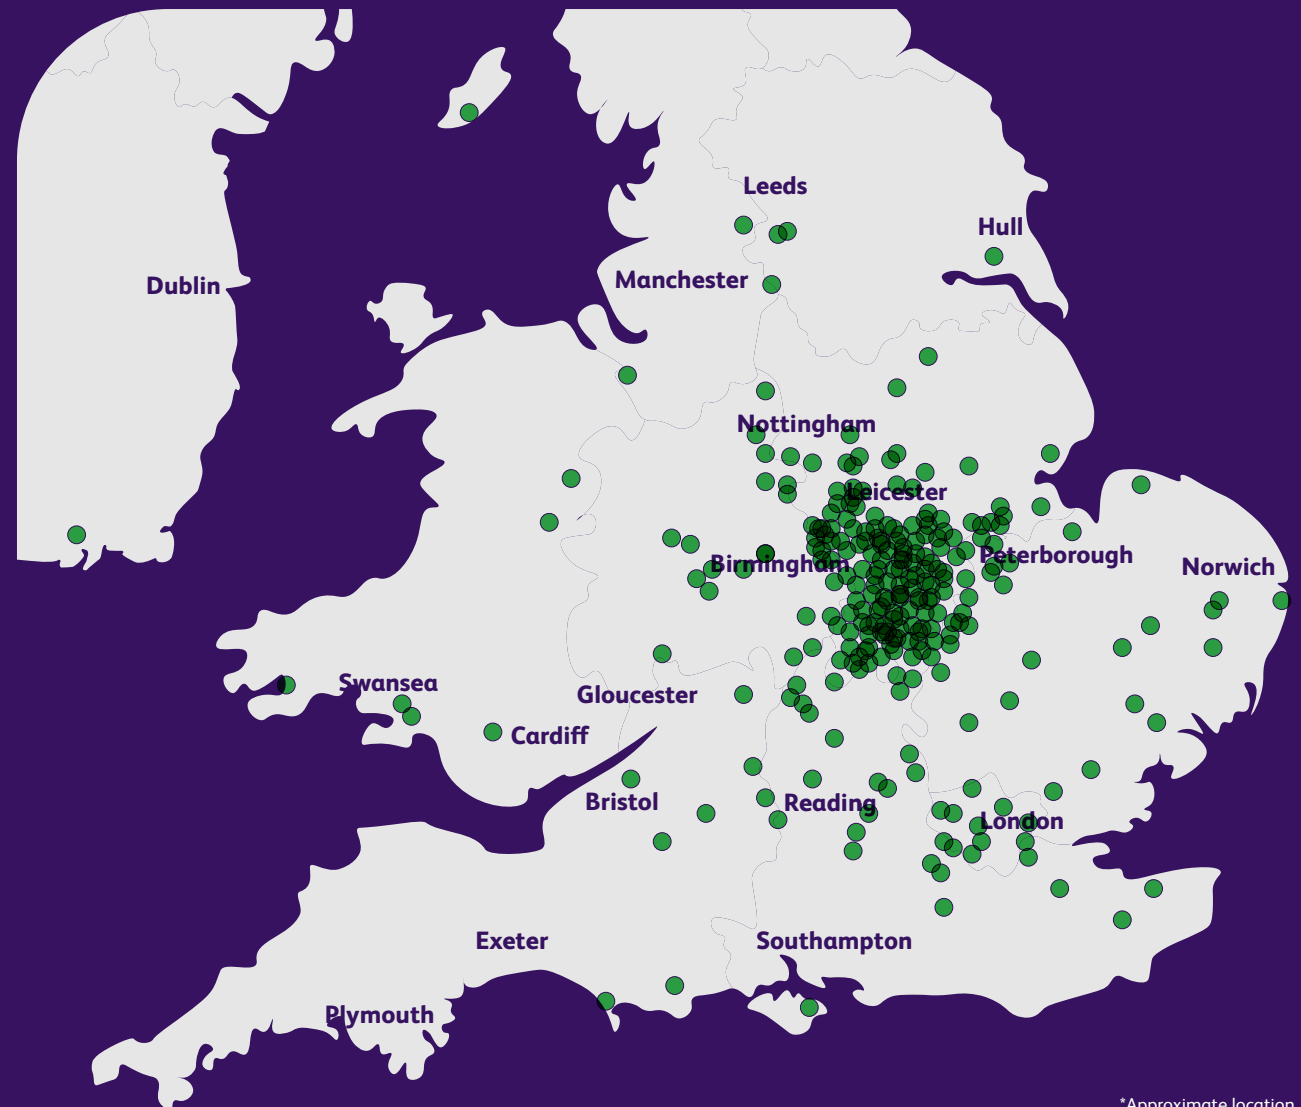 Leeds
Hull
Manchester
Dublin
Nottingham
Leicester
Peterborough
Birmingham
Norwich
Swansea
Gloucester
Cardiff
Bristol
Reading
London
Exeter
Southampton
Plymouth
*Approximate location